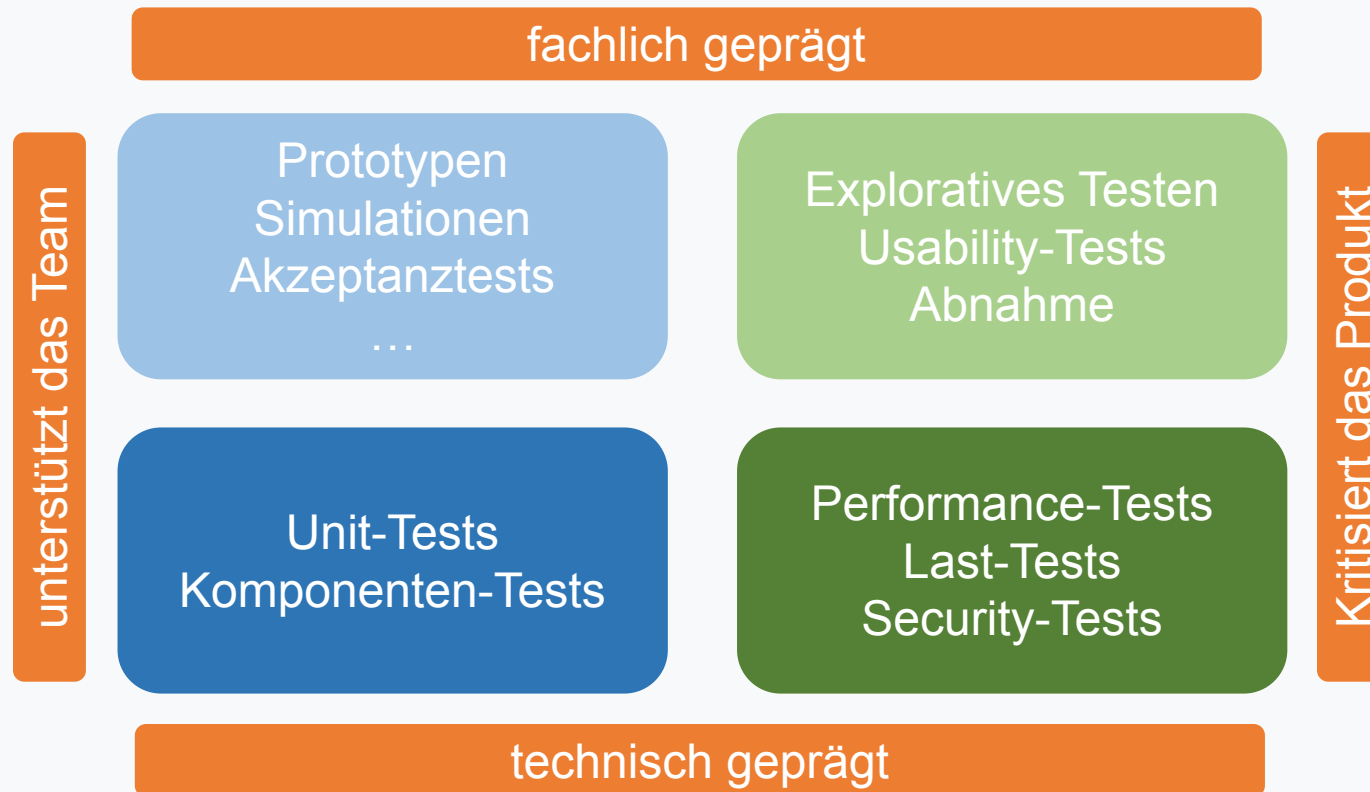 fachlich geprägt
unterstützt das Team
Prototypen
Simulationen
Akzeptanztests
...
Exploratives Testen
Usability-Tests
Abnahme
Kritisiert das Produkt
Unit-Tests
Komponenten-Tests
Performance-Tests
Last-Tests
Security-Tests
technisch geprägt